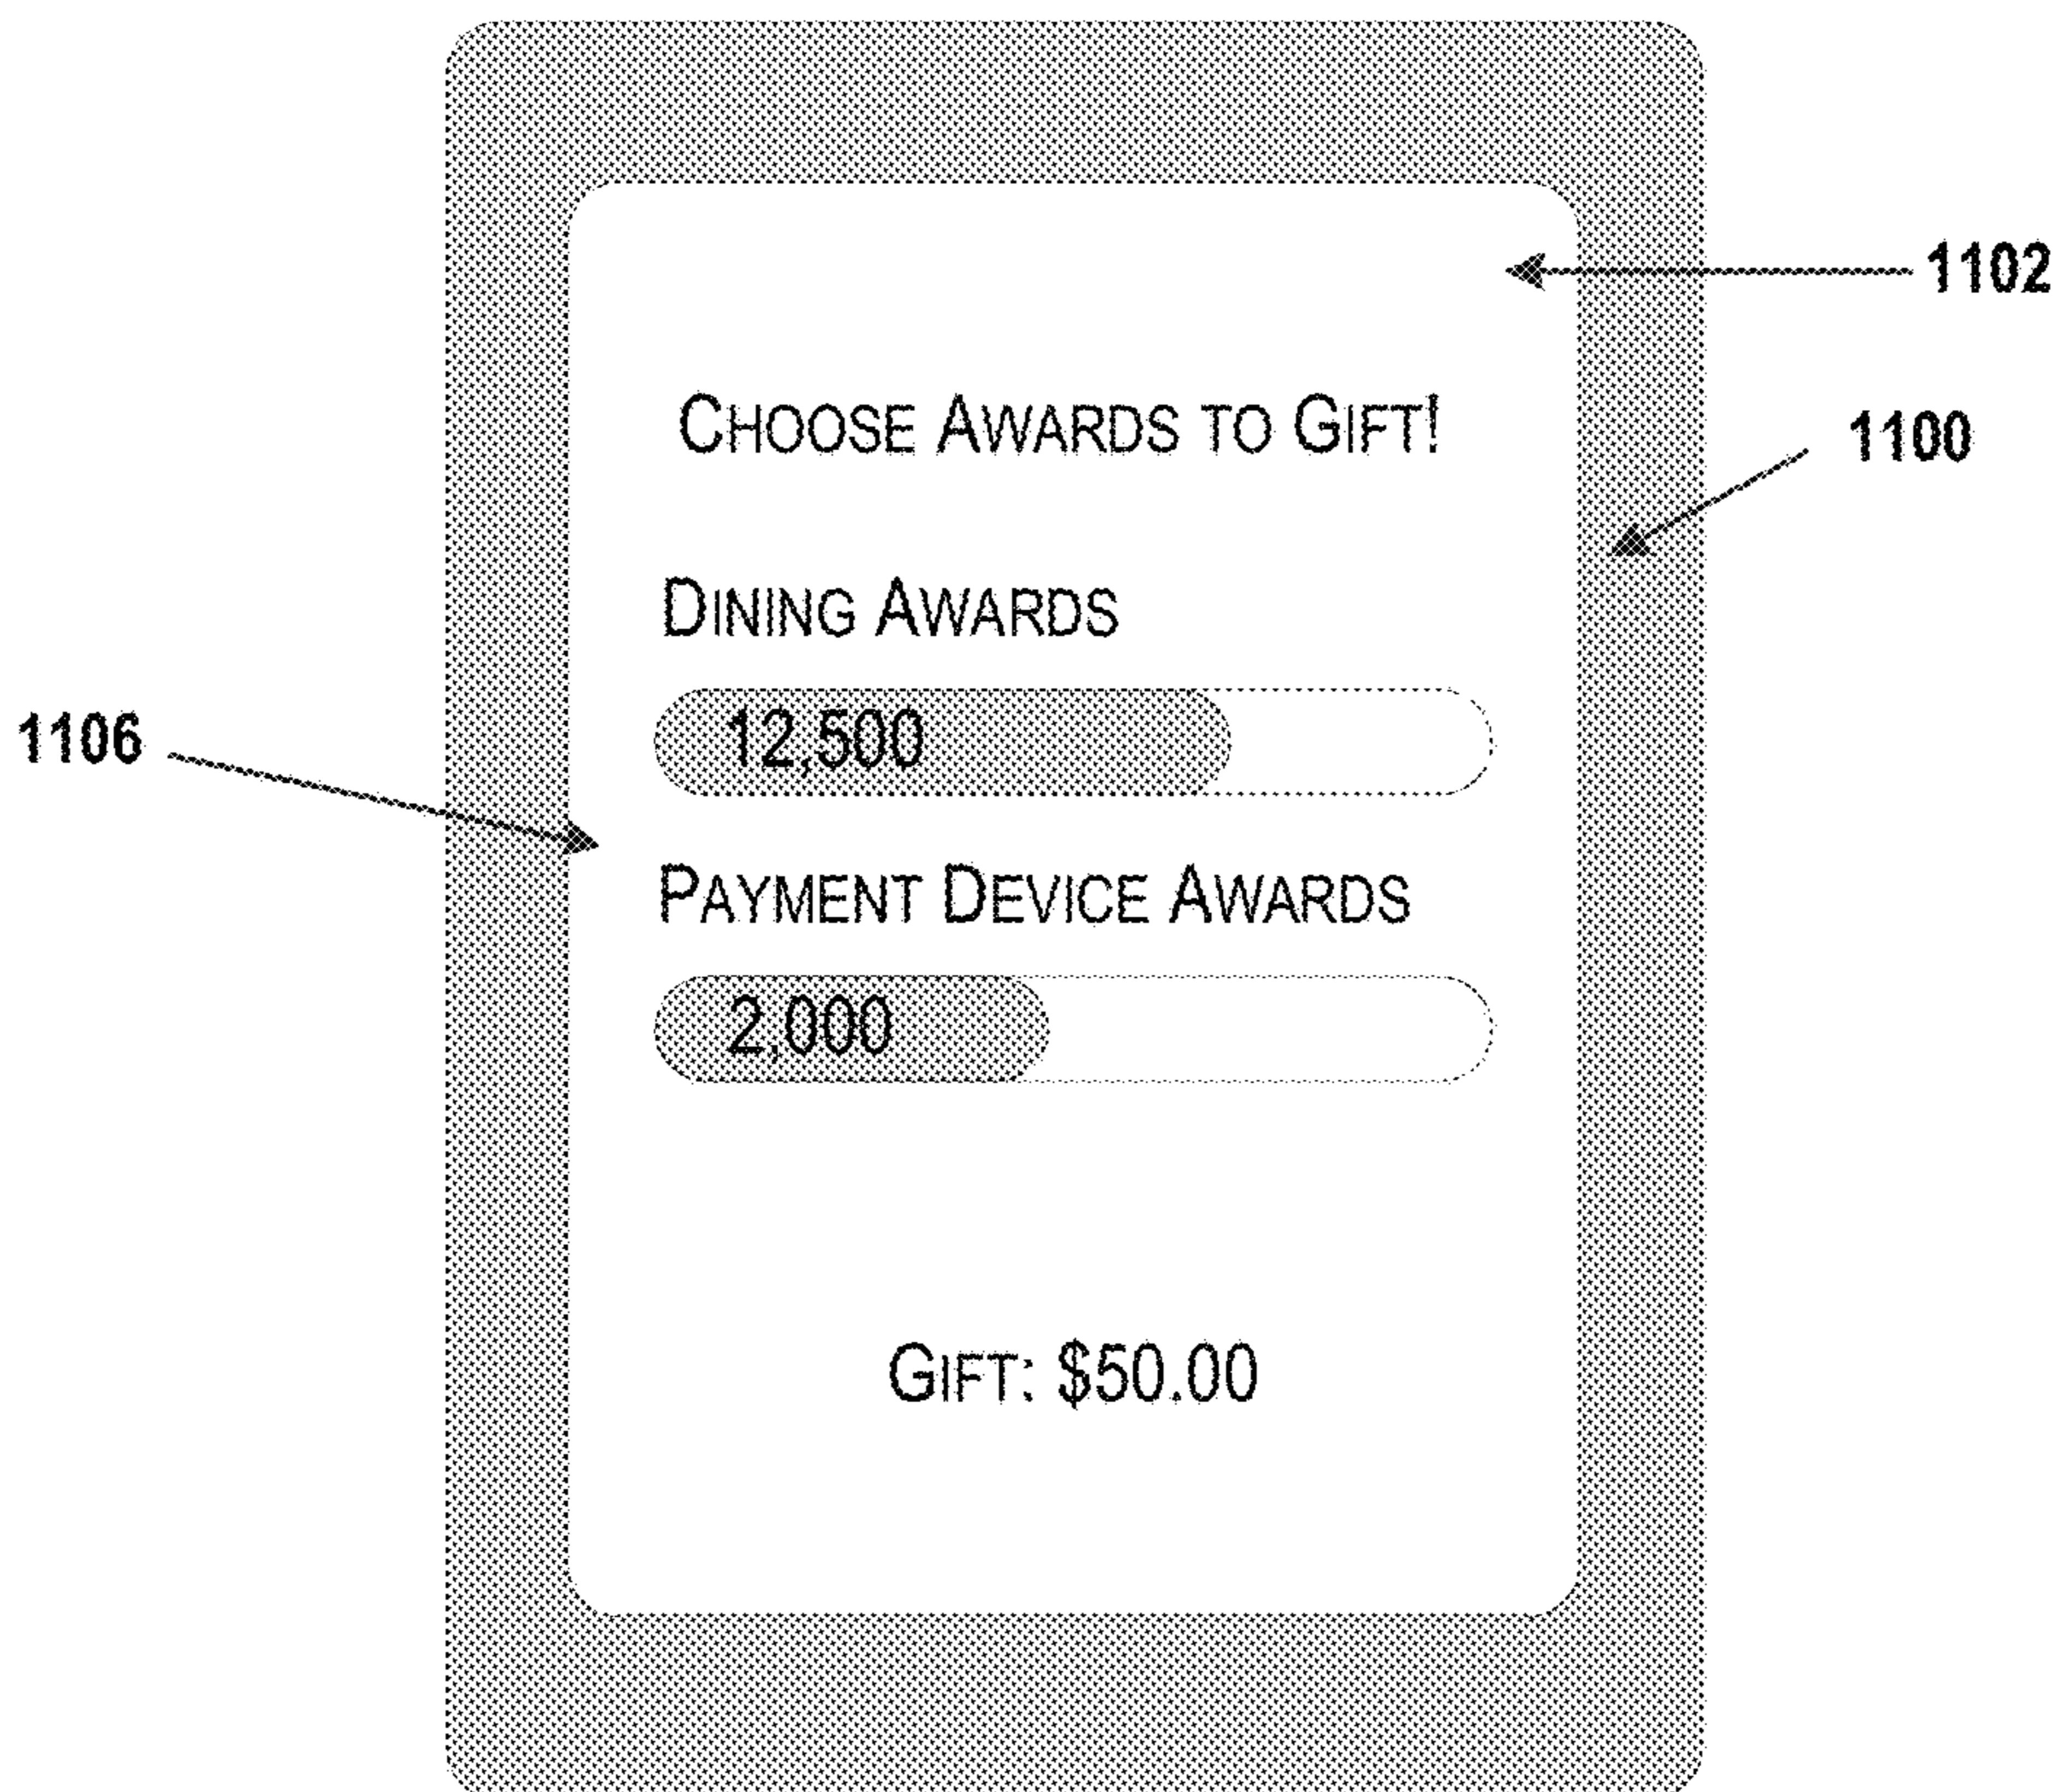 1102
CHOOSE AWARDS TO GIFT!
1100
DINING AWARDS
12,500
1106
PAYMENT DEVICE AWARDS
2,000
GIFT: $50.00